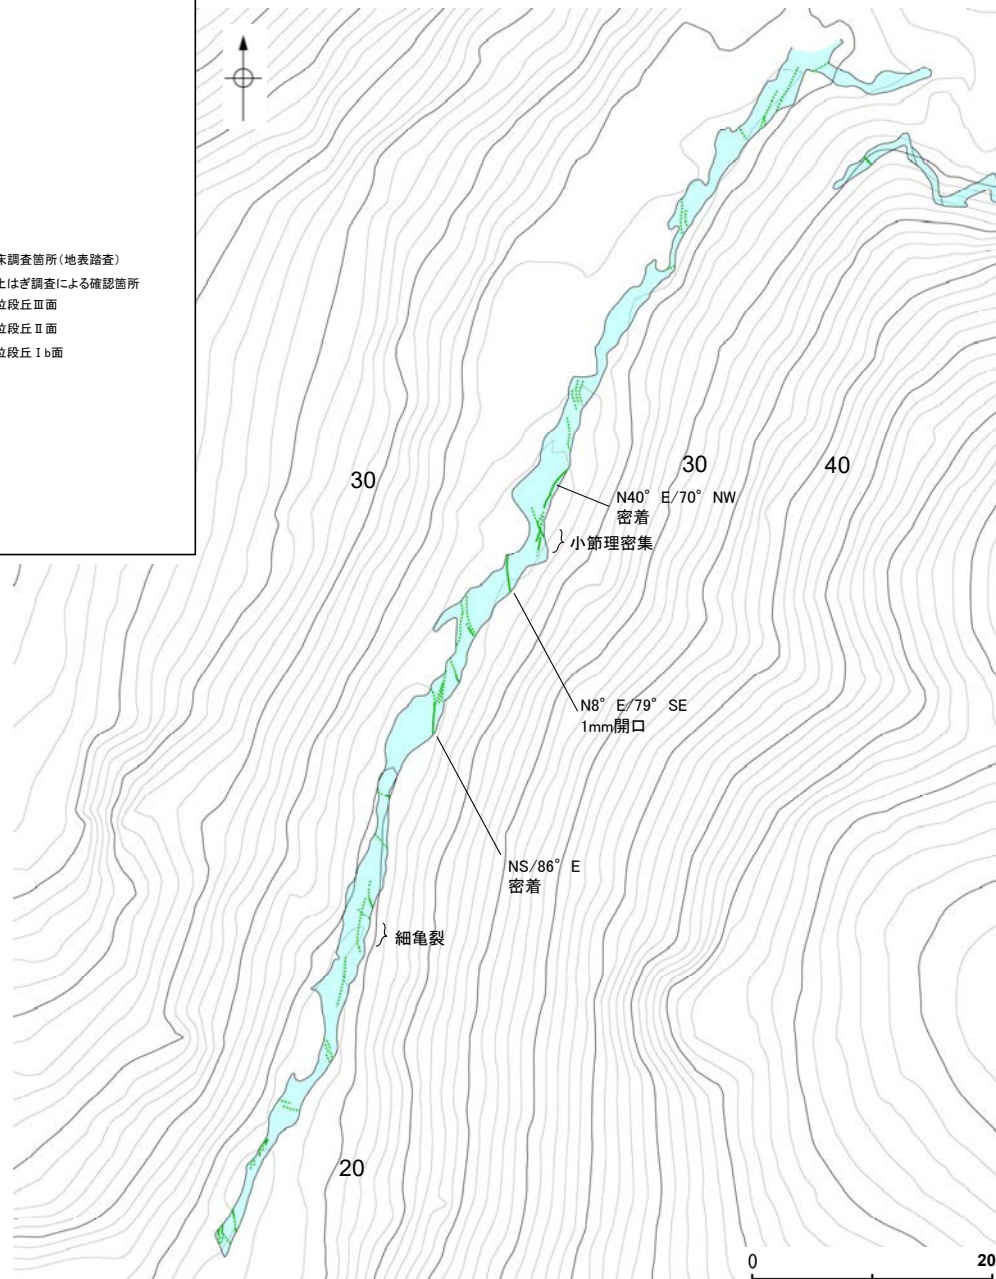 床調査箇所(地表踏査)
土はぎ調査による確認箇所
位段丘Ⅲ面
位段丘Ⅱ面
位段丘Ⅰb面
30
30
40
N40°E/70°NW
密着
小節理密集
N8°E/79°SE
1mm開口
NS/86°E
密着
細亀裂
20
0
20